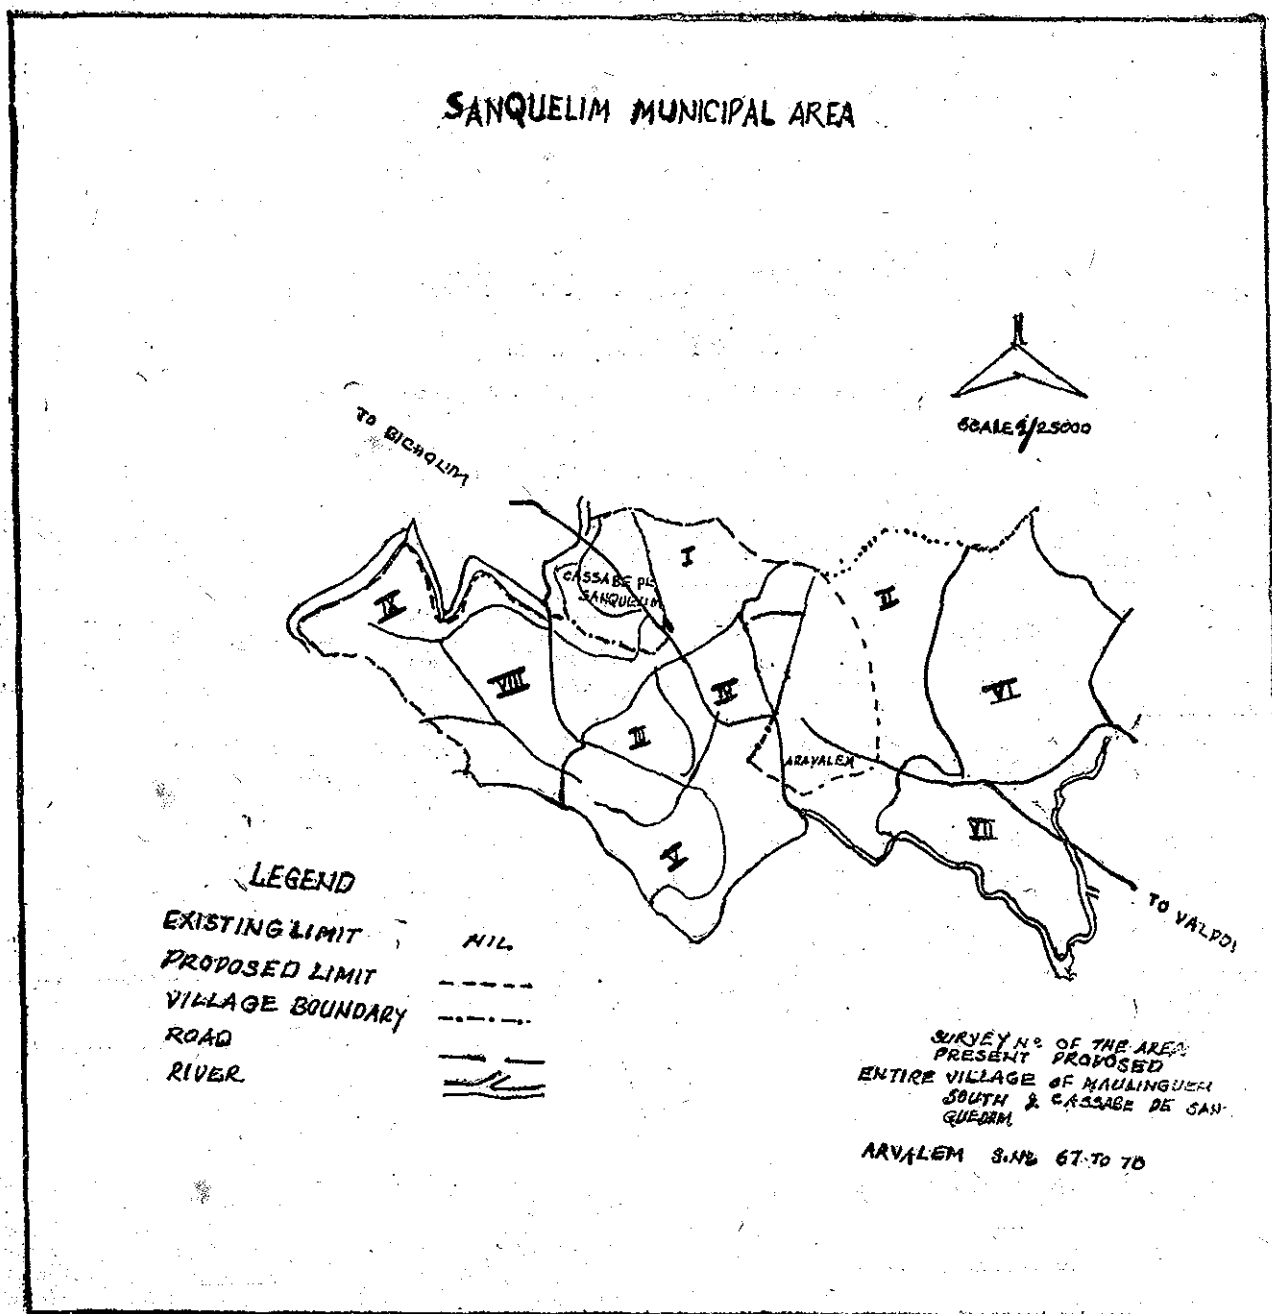 SANQUELIM MUNICIPAL AREA
SCALE 1/25000
TO BICHOLIM
I
CASSABE DE
SANQUELIM
II
IX
VIII
IV
VI
III
ARAVALEM
VII
V
TO VALPOI
LEGEND
EXISTING LIMIT NIL
PROPOSED LIMIT
VILLAGE BOUNDARY
ROAD
RIVER
SURVEY Nº OF THE AREA
PRESENT PROPOSED
ENTIRE VILLAGE OF MAULINGUEM
SOUTH & CASSABE DE SAN
ARVALEM S.Nº 67 TO 70